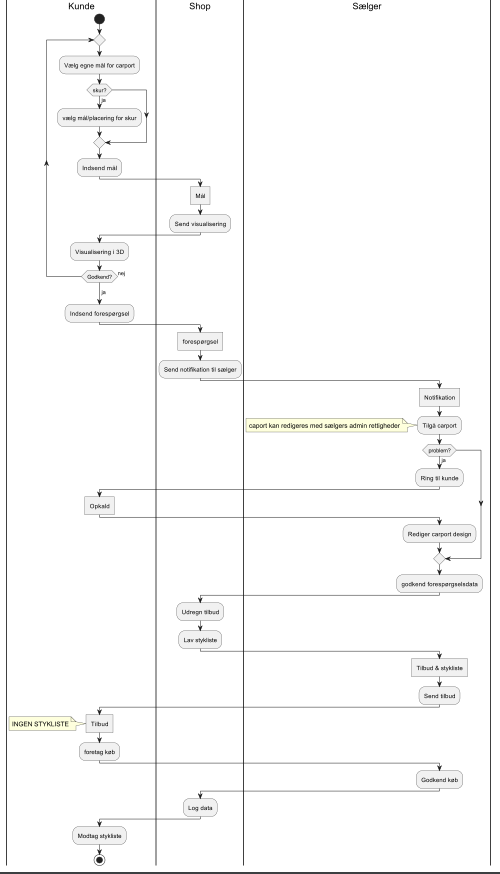 Kunde
Shop
Sælger
Vælg egne mål for carport
skur?
ja
vælg mål/placering for skur
Indsend mål
Mål
Send visualisering
Visualisering i 3D
Godkend?
nej
ja
Indsend forespørgsel
forespørgsel
Send notifikation til sælger
Notifikation
caport kan redigeres med sælgers admin rettigheder
Tilgå carport
problem?
ja
Ring til kunde
Opkald
Rediger carport design
godkend forespørgselsdata
Udregn tilbud
Lav stykliste
Tilbud & stykliste
Send tilbud
INGEN STYKLISTE
Tilbud
foretag køb
Godkend køb
Log data
Modtag stykliste